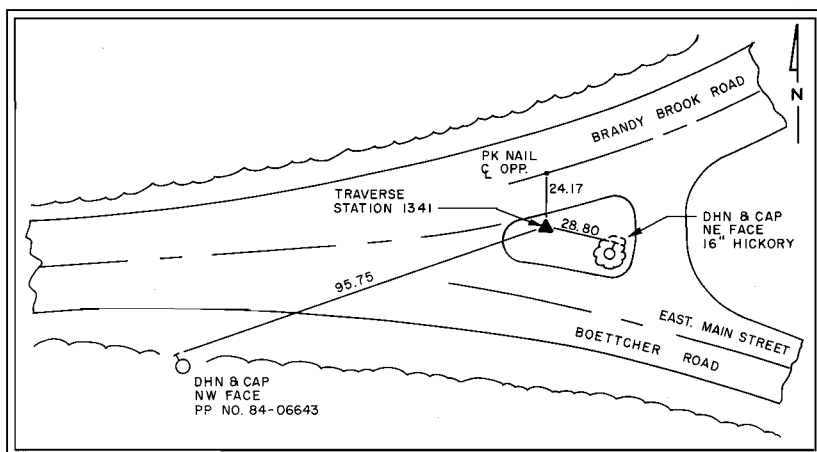 BRANDY BROOK ROAD
N
PK NAIL
℄ OPP.
24.17
TRAVERSE
STATION 1341
28.80
DHN & CAP
NE FACE
16" HICKORY
95.75
EAST. MAIN STREET
BOETTCHER ROAD
DHN & CAP
NW FACE
PP NO. 84-06643